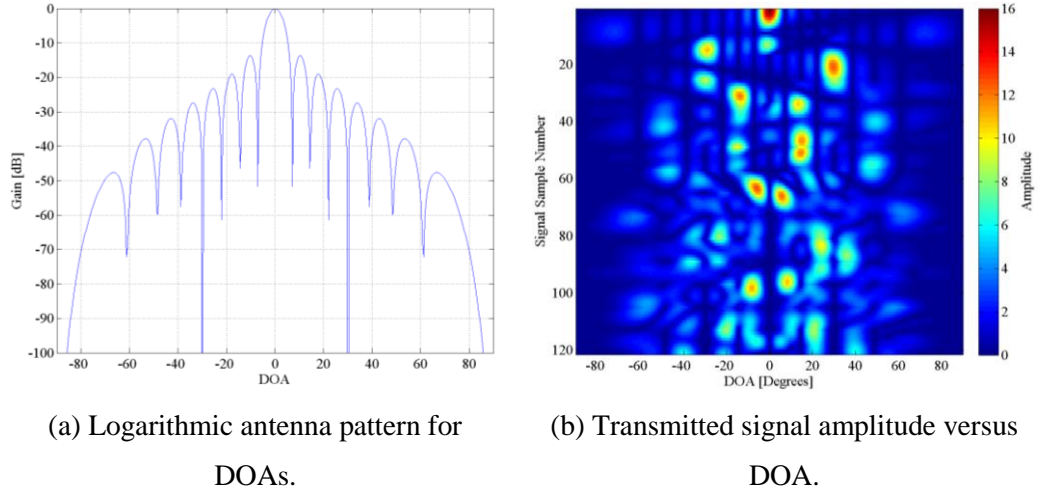 0
-10
-20
-30
-40
-50
-60
-70
-80
-90
-100
Gain [dB]
-80 -60 -40 -20 0 20 40 60 80
DOA
20
40
60
80
100
120
Signal Sample Number
-80 -60 -40 -20 0 20 40 60 80
DOA [Degrees]
16
14
12
10
8
6
4
2
0
Amplitude
(a) Logarithmic antenna pattern for
DOAs.
(b) Transmitted signal amplitude versus
DOA.